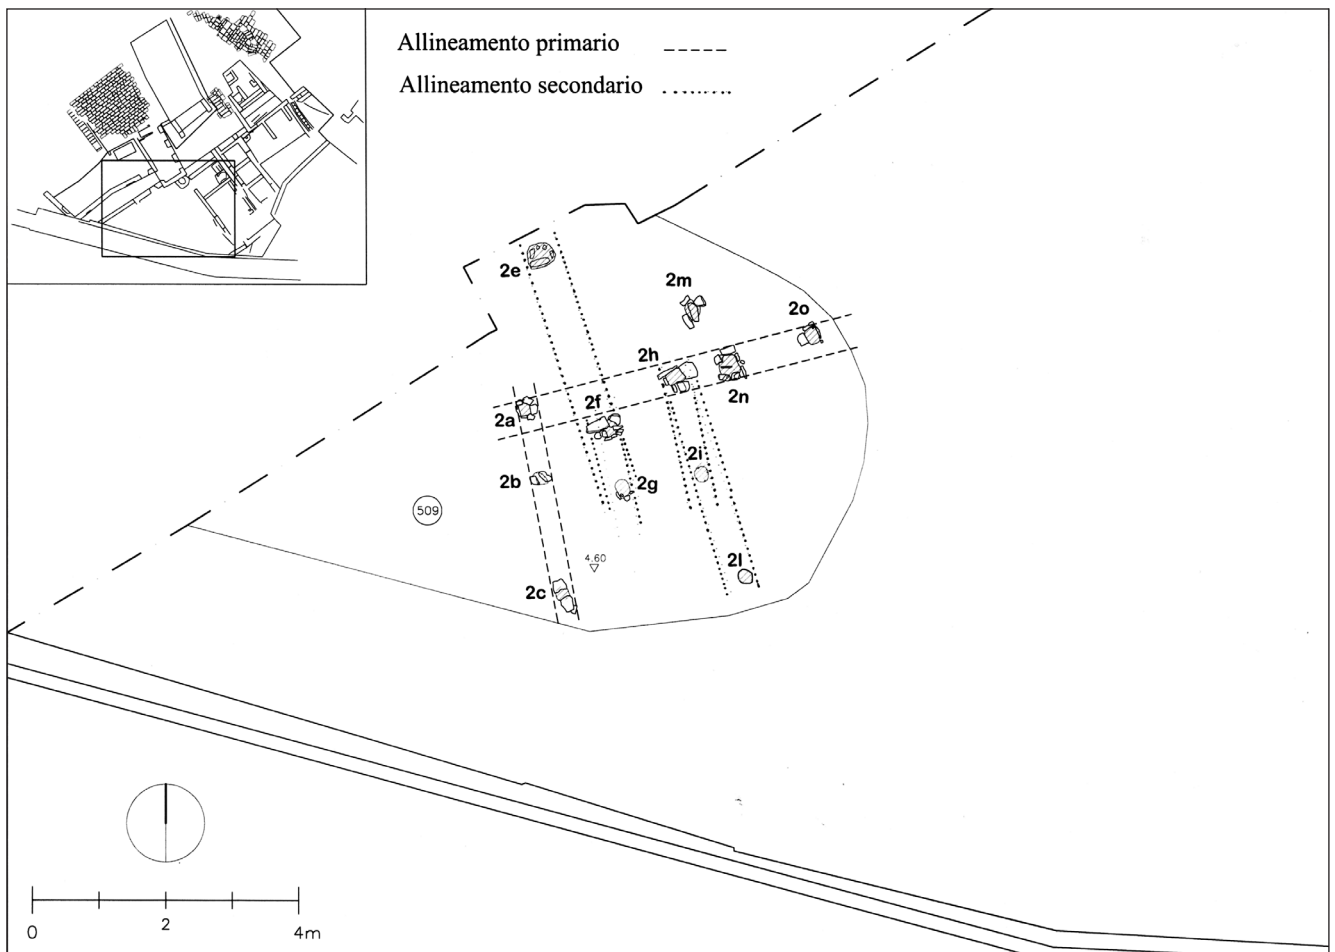 Allineamento primario
Allineamento secondario
2e
2m
2o
2h
2n
2f
2a
2i
2b
2g
509
4.60
2l
2c
0
2
4m